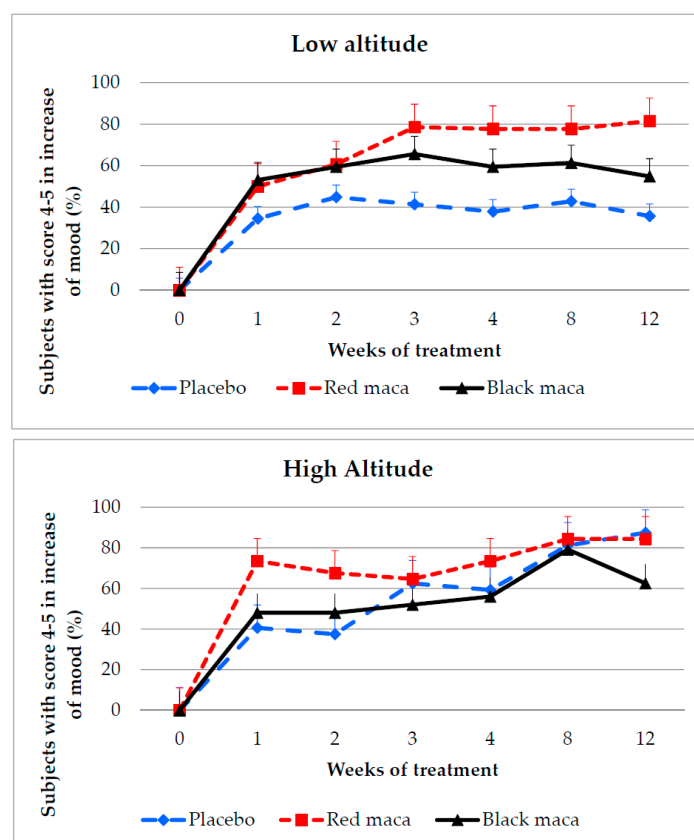 Low altitude
Subjects with score 4-5 in increase
of mood (%)
100
80
60
40
20
0
0 1 2 3 4 8 12
Weeks of treatment
Placebo Red maca Black maca
High Altitude
Subjects with score 4-5 in increase
of mood (%)
100
80
60
40
20
0
0 1 2 3 4 8 12
Weeks of treatment
Placebo Red maca Black maca